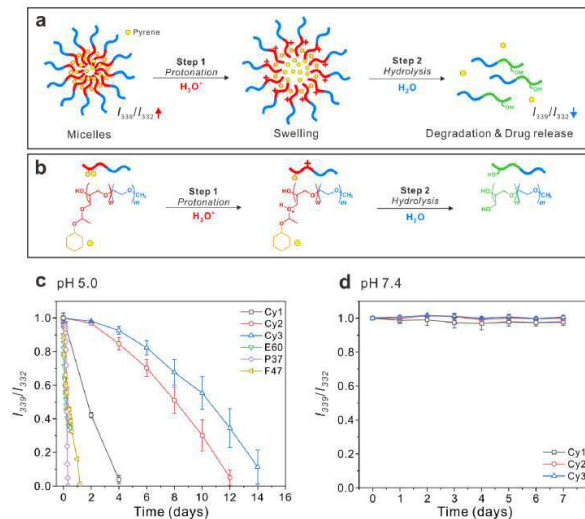 a
Pyrene
Step 1
Protonation
H₃O⁺
Step 2
Hydrolysis
H₂O
OH
OH
OH
I₃₃₉/I₃₃₂
I₃₃₉/I₃₃₂
Micelles
Swelling
Degradation & Drug release
b
Step 1
Protonation
H₃O⁺
Step 2
Hydrolysis
H₂O
HO
c pH 5.0
d pH 7.4
Cy1
Cy2
Cy3
E60
P37
F47
I₃₃₉/I₃₃₂
1.0
0.8
0.6
0.4
0.2
0.0
0 2 4 6 8 10 12 14 16
Time (days)
I₃₃₉/I₃₃₂
1.0
0.8
0.6
0.4
0.2
0.0
Cy1
Cy2
Cy3
0 1 2 3 4 5 6 7
Time (days)